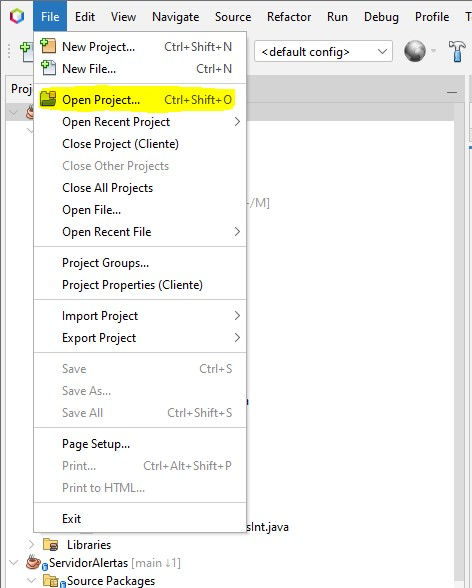 File Edit View Navigate Source Refactor Run Debug Profile
New Project... Ctrl+Shift+N
New File... Ctrl+N
<default config>
Open Project... Ctrl+Shift+O
Open Recent Project
Close Project (Cliente)
Close Other Projects
Close All Projects
Open File...
Open Recent File
Project Groups...
Project Properties (Cliente)
Import Project
Export Project
Save Ctrl+S
Save As...
Save All Ctrl+Shift+S
Page Setup...
Print... Ctrl+Alt+Shift+P
Print to HTML...
Exit
Libraries
ServidorAlertas [main ↓1]
Source Packages